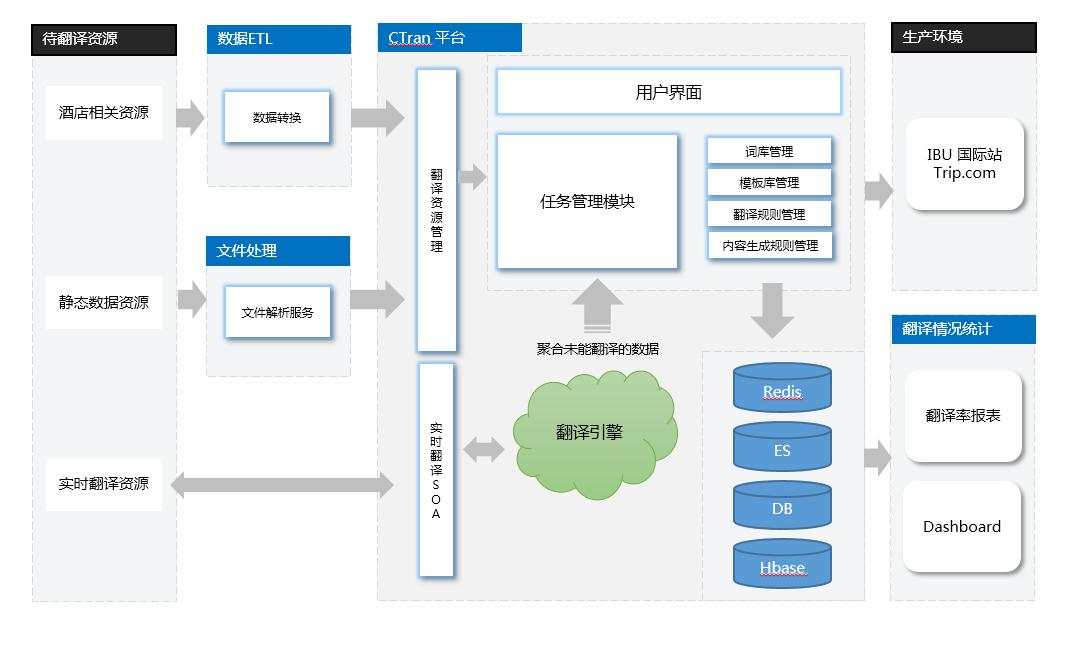 待翻译资源
酒店相关资源
静态数据资源
实时翻译资源
数据ETL
数据转换
文件处理
文件解析服务
CTran 平台
翻译资源管理
实时翻译SOA
用户界面
任务管理模块
词库管理
模板库管理
翻译规则管理
内容生成规则管理
聚合未能翻译的数据
翻译引擎
Redis
ES
DB
Hbase
生产环境
IBU 国际站
Trip.com
翻译情况统计
翻译率报表
Dashboard